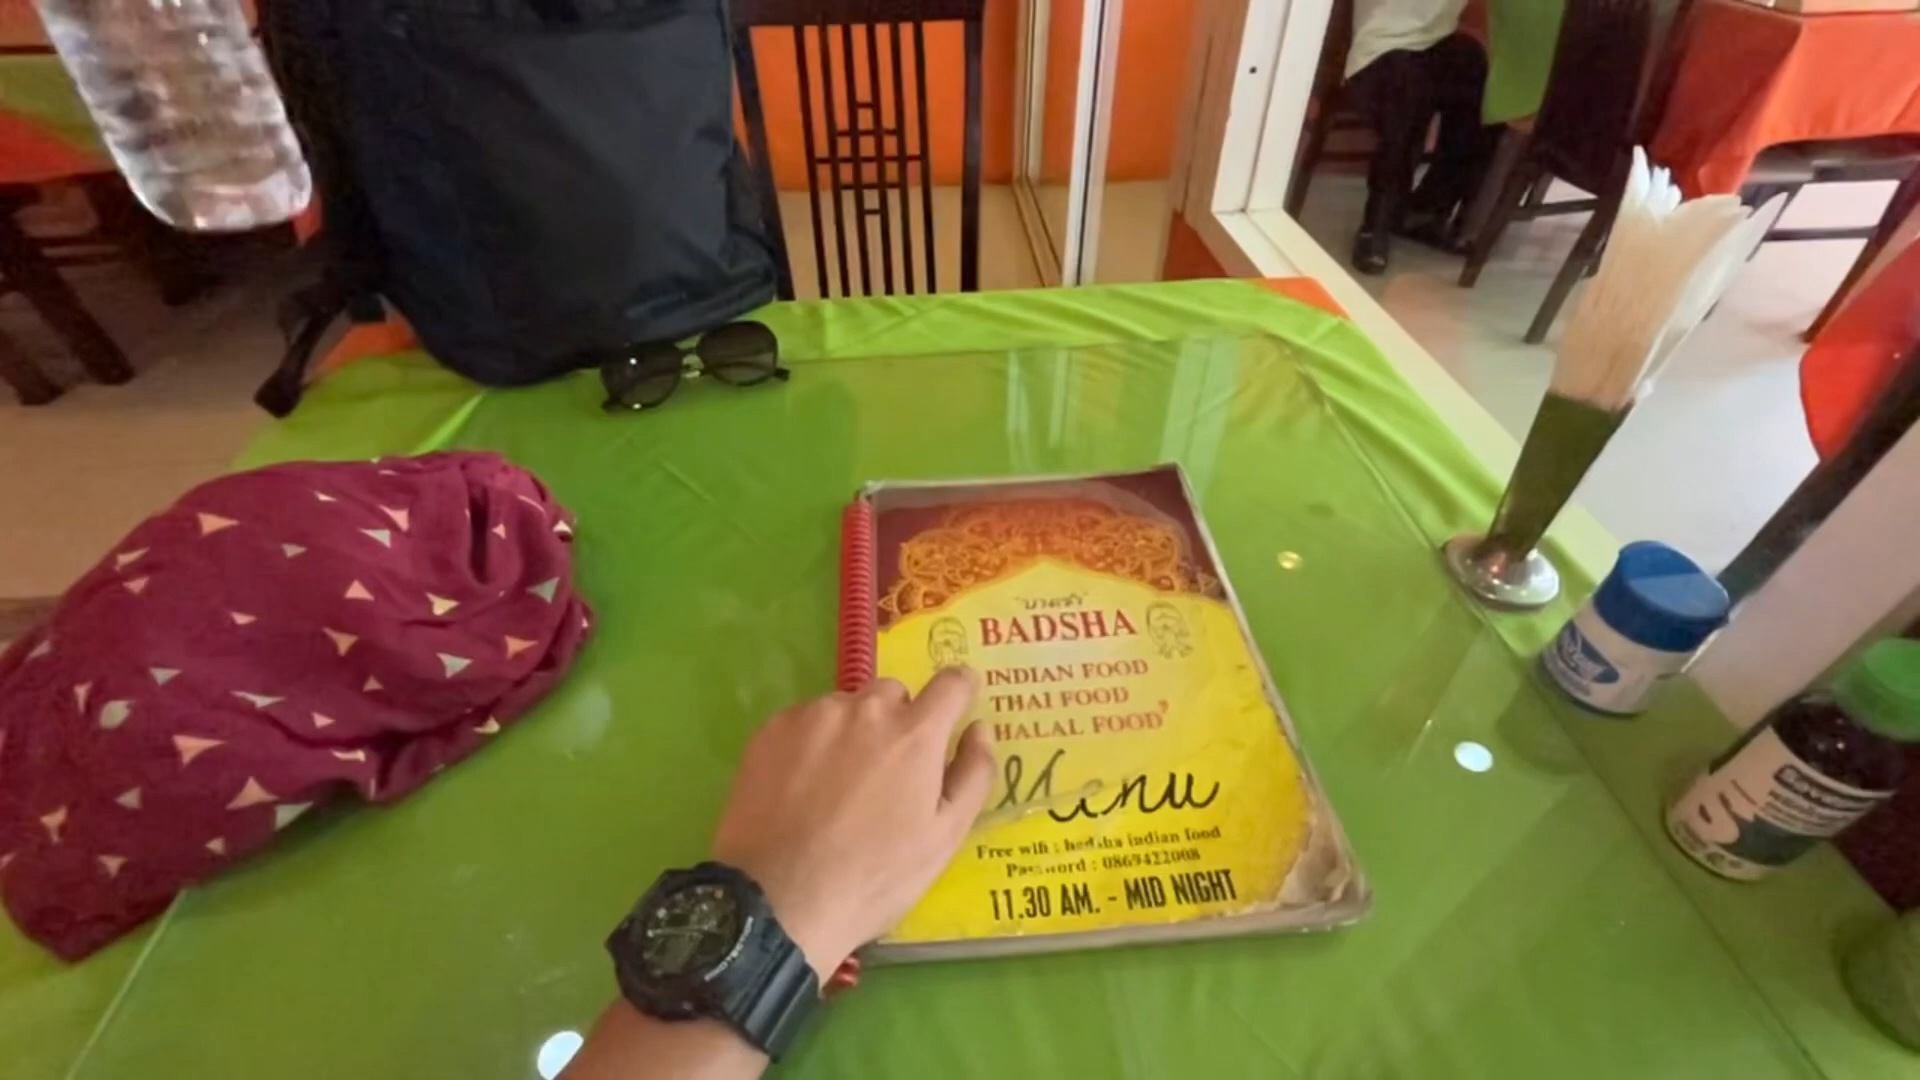 "บาดซ่า"
BADSHA
INDIAN FOOD
THAI FOOD
HALAL FOOD
Menu
Free wifi : badsha indian food
Password : 0869422008
11.30 AM. - MID NIGHT